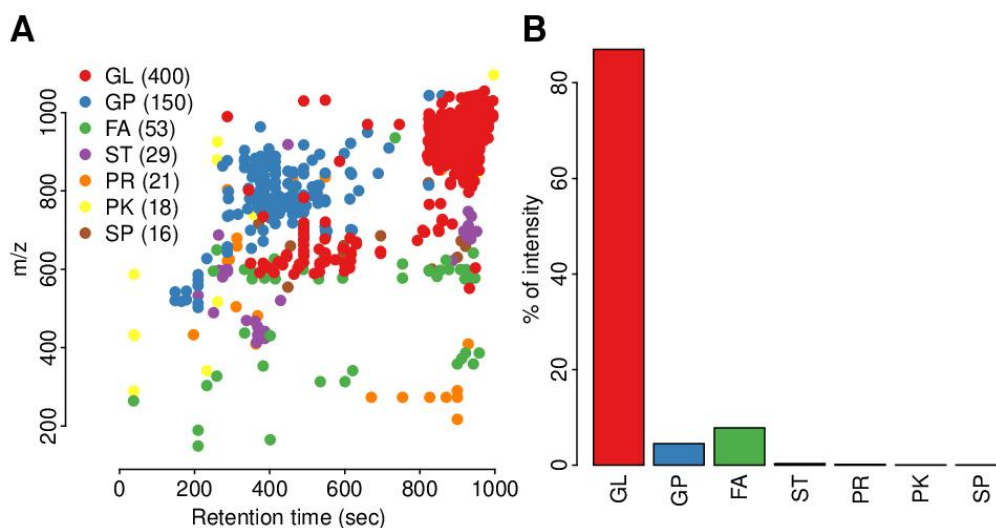 A
GL (400)
GP (150)
FA (53)
ST (29)
PR (21)
PK (18)
SP (16)
m/z
200
400
600
800
1000
0 200 400 600 800 1000
Retention time (sec)
B
% of intensity
0
20
40
60
80
GL GP FA ST PR PK SP